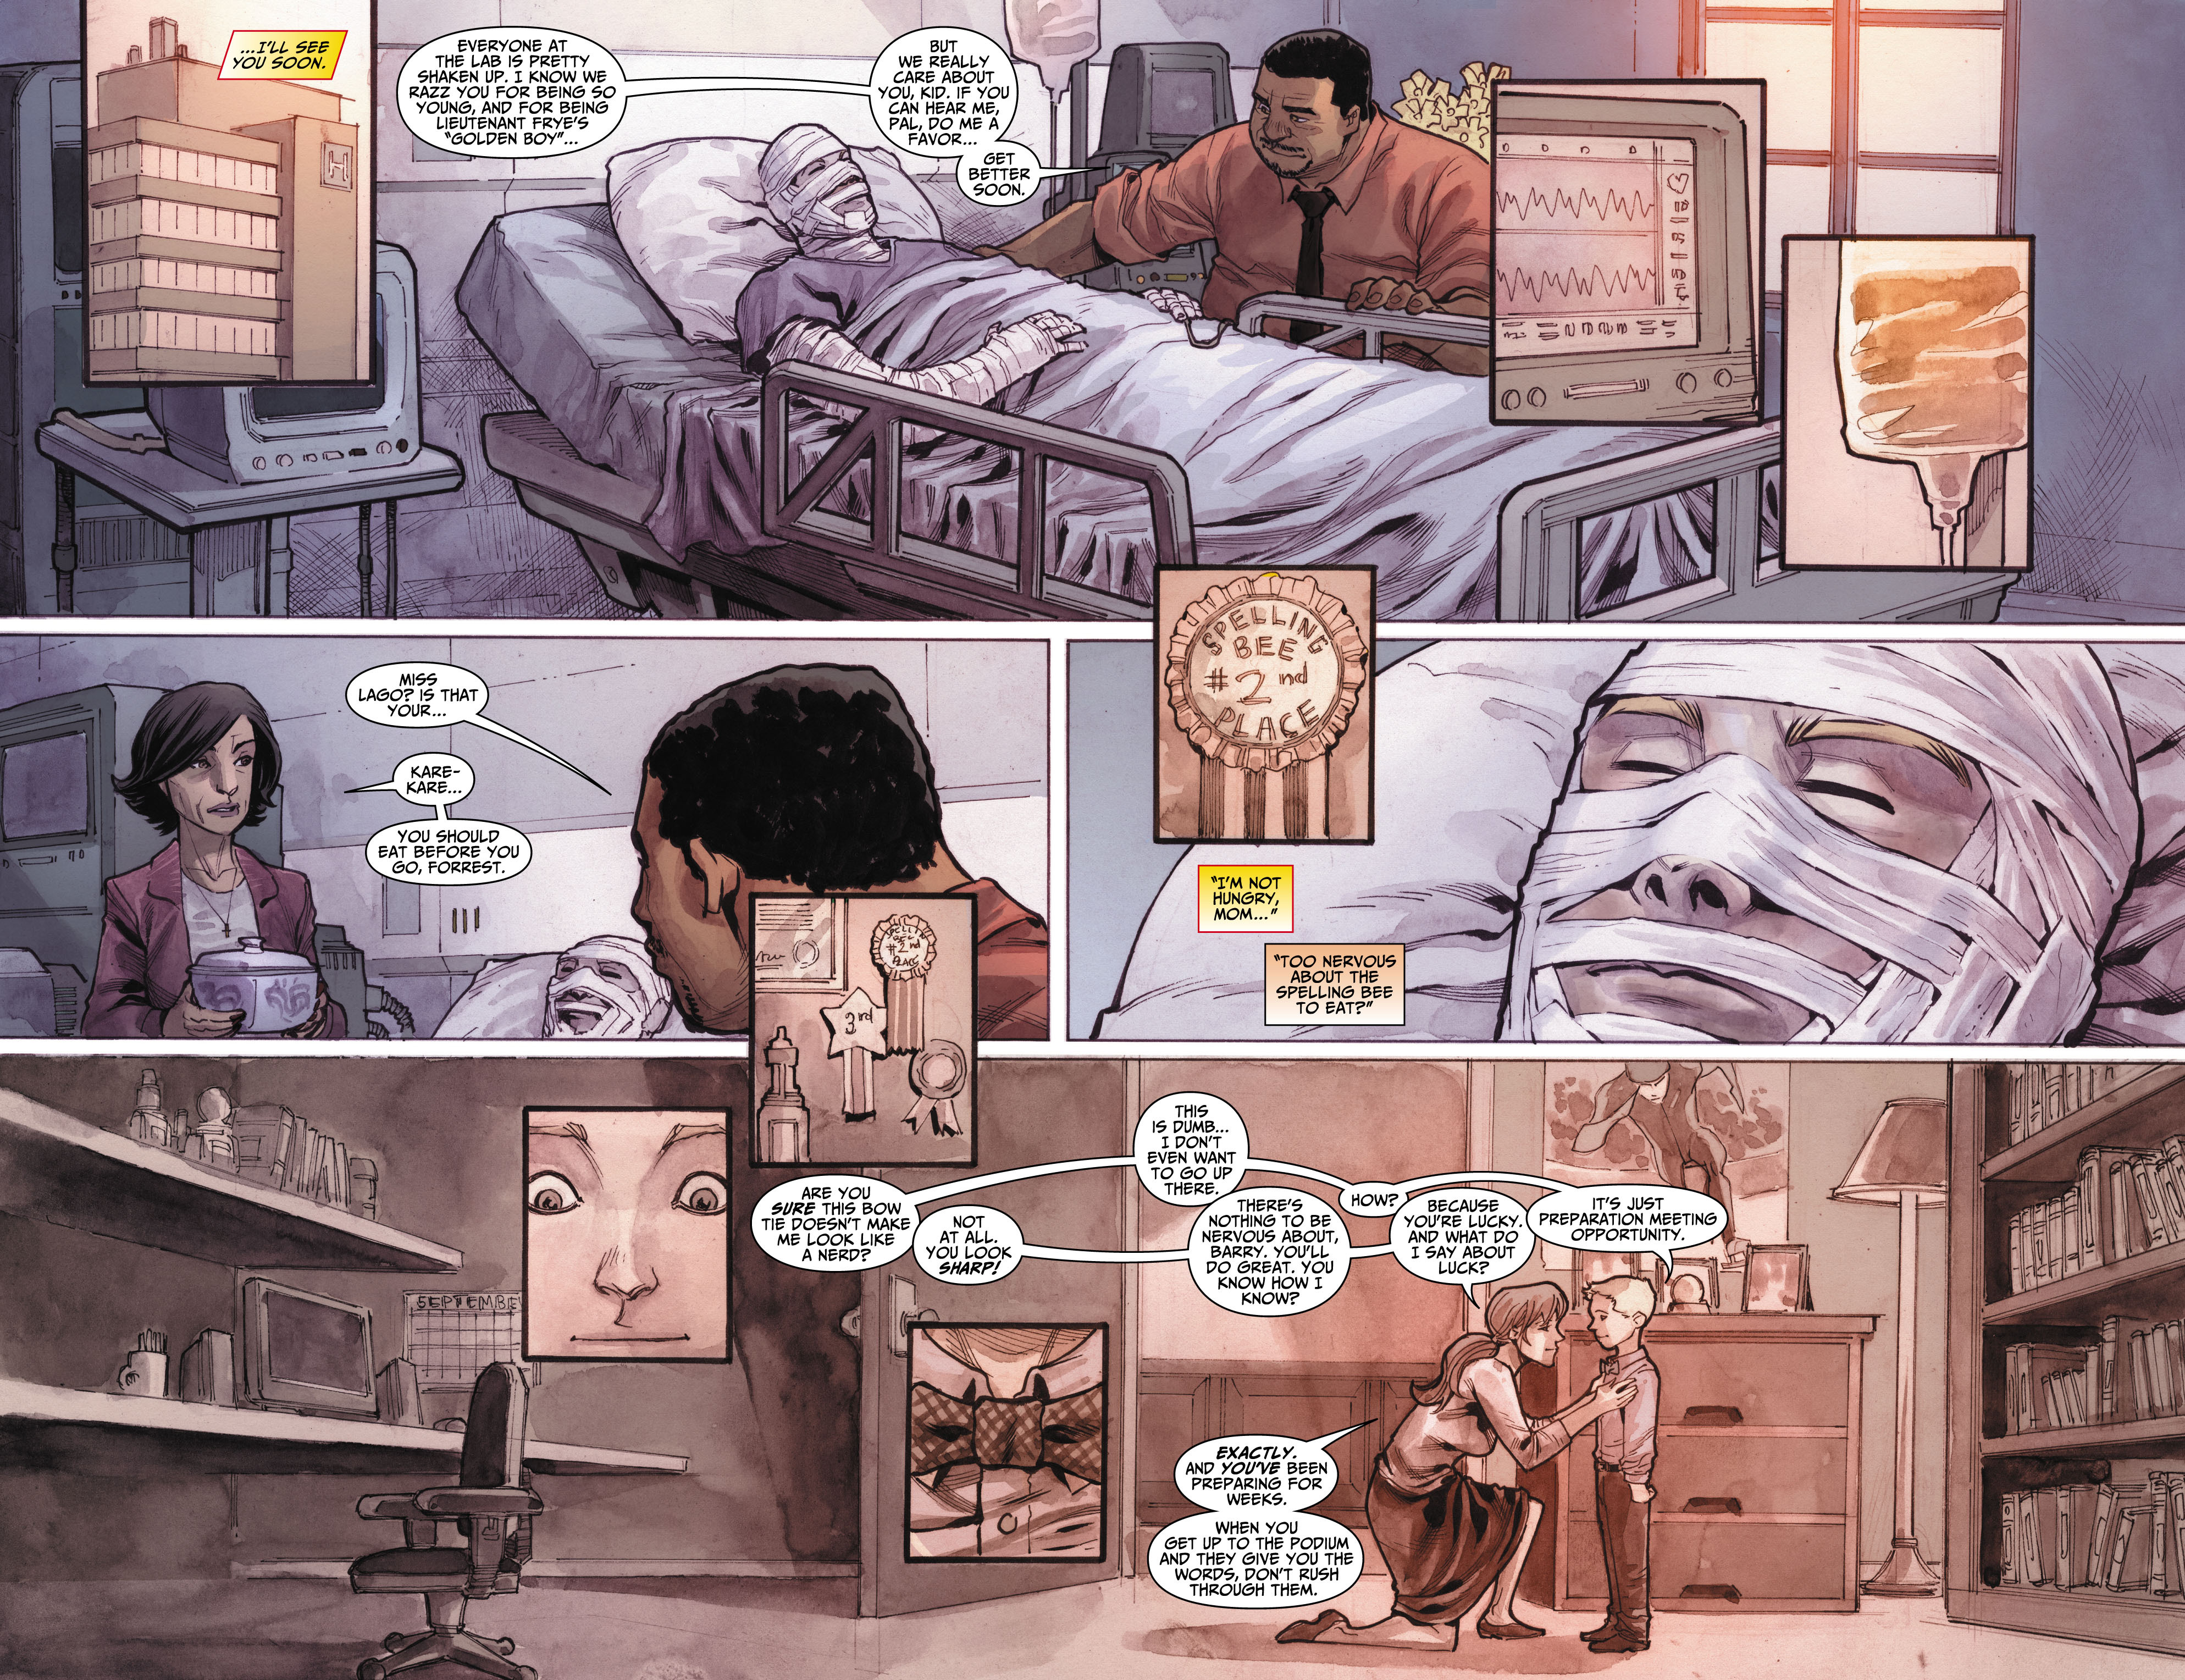 ...I'LL SEE
YOU SOON.
H
EVERYONE AT
THE LAB IS PRETTY
SHAKEN UP. I KNOW WE
RAZZ YOU FOR BEING SO
YOUNG, AND FOR BEING
LIEUTENANT FRYE'S
"GOLDEN BOY"...
BUT
WE REALLY
CARE ABOUT
YOU, KID. IF YOU
CAN HEAR ME,
PAL, DO ME A
FAVOR...
GET
BETTER
SOON.
MISS
LAGO? IS THAT
YOUR...
KARE-
KARE...
YOU SHOULD
EAT BEFORE YOU
GO, FORREST.
SPELLING
BEE
#2nd
PLACE
"I'M NOT
HUNGRY,
MOM..."
"TOO NERVOUS
ABOUT THE
SPELLING BEE
TO EAT?"
SPELLING
BEE
#2nd
PLACE
3rd
SEPTEMBE
ARE YOU
SURE THIS BOW
TIE DOESN'T MAKE
ME LOOK LIKE
A NERD?
NOT
AT ALL.
YOU LOOK
SHARP!
THIS
IS DUMB...
I DON'T
EVEN WANT
TO GO UP
THERE.
THERE'S
NOTHING TO BE
NERVOUS ABOUT,
BARRY. YOU'LL
DO GREAT. YOU
KNOW HOW I
KNOW?
HOW?
BECAUSE
YOU'RE LUCKY.
AND WHAT DO
I SAY ABOUT
LUCK?
IT'S JUST
PREPARATION MEETING
OPPORTUNITY.
EXACTLY.
AND YOU'VE BEEN
PREPARING FOR
WEEKS.
WHEN YOU
GET UP TO THE PODIUM
AND THEY GIVE YOU THE
WORDS, DON'T RUSH
THROUGH THEM.